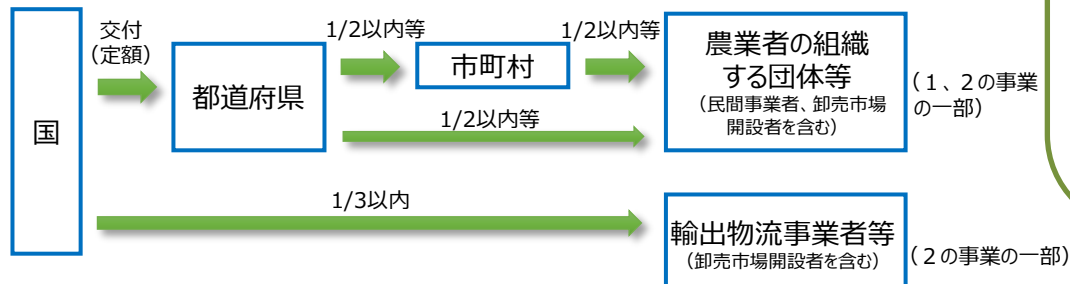 交付
(定額)
1/2以内等
1/2以内等
国
都道府県
市町村
農業者の組織
する団体等
(民間事業者、卸売市場
開設者を含む)
(１、２の事業
の一部)
1/2以内等
1/3以内
輸出物流事業者等
(卸売市場開設者を含む)
(２の事業の一部)